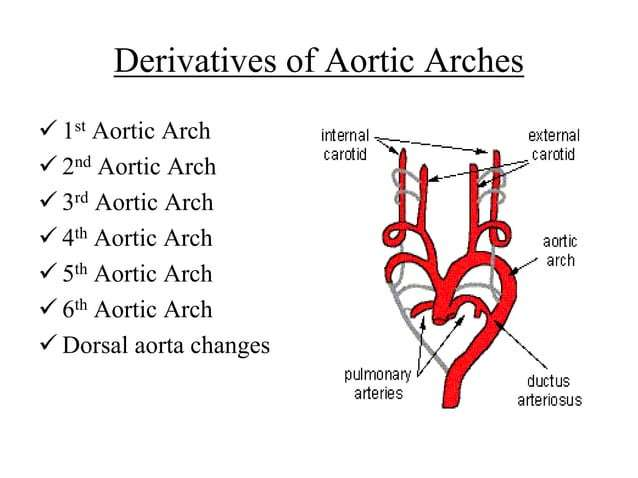 Derivatives of Aortic Arches
✓ 1st Aortic Arch
✓ 2nd Aortic Arch
✓ 3rd Aortic Arch
✓ 4th Aortic Arch
✓ 5th Aortic Arch
✓ 6th Aortic Arch
✓ Dorsal aorta changes
internal
carotid
external
carotid
aortic
arch
pulmonary
arteries
ductus
arteriosus